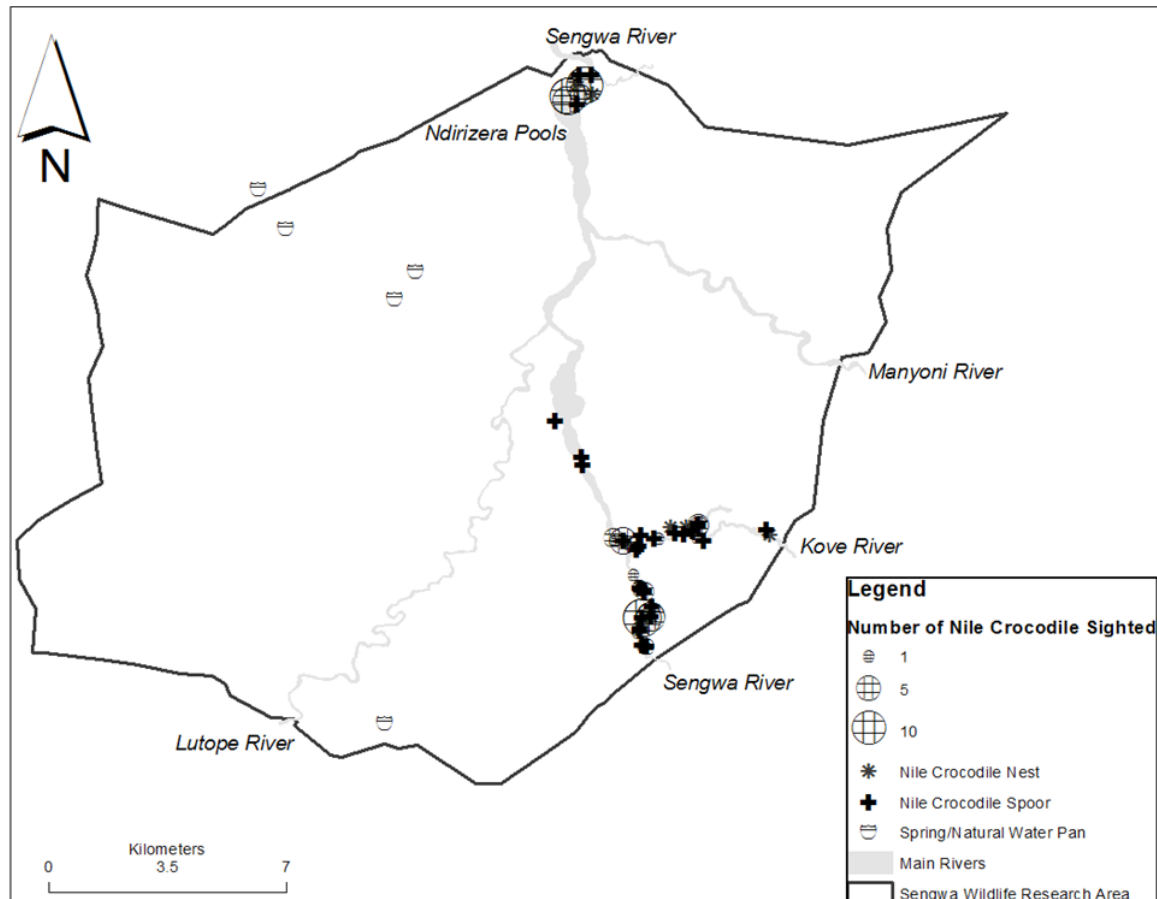 Sengwa River
Ndirizera Pools
N
Manyoni River
Kove River
Sengwa River
Lutope River
Kilometers
0 3.5 7
Legend
Number of Nile Crocodile Sighted
1
5
10
Nile Crocodile Nest
Nile Crocodile Spoor
Spring/Natural Water Pan
Main Rivers
Sengwa Wildlife Research Area